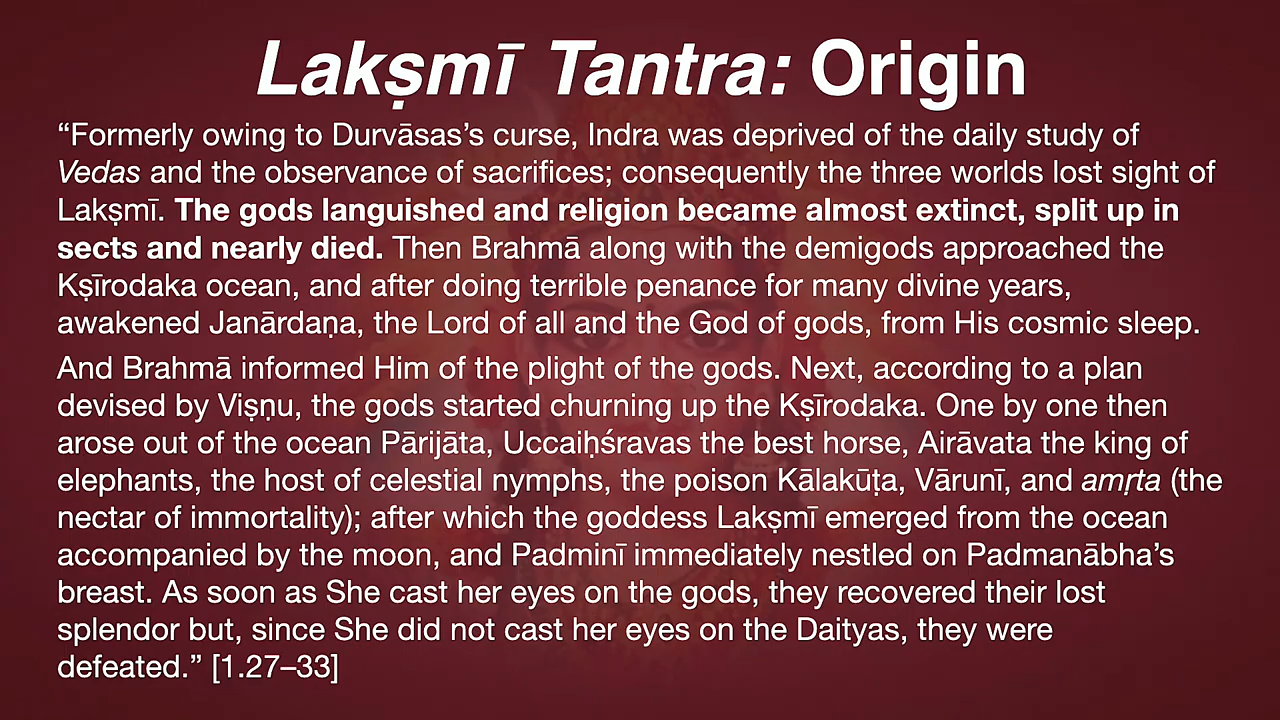 Lakṣmī Tantra: Origin
“Formerly owing to Durvāsas’s curse, Indra was deprived of the daily study of
Vedas and the observance of sacrifices; consequently the three worlds lost sight of
Lakṣmī. The gods languished and religion became almost extinct, split up in
sects and nearly died. Then Brahmā along with the demigods approached the
Kṣīrodaka ocean, and after doing terrible penance for many divine years,
awakened Janārdaṇa, the Lord of all and the God of gods, from His cosmic sleep.
And Brahmā informed Him of the plight of the gods. Next, according to a plan
devised by Viṣṇu, the gods started churning up the Kṣīrodaka. One by one then
arose out of the ocean Pārijāta, Uccaiḥśravas the best horse, Airāvata the king of
elephants, the host of celestial nymphs, the poison Kālakūṭa, Vārunī, and amṛta (the
nectar of immortality); after which the goddess Lakṣmī emerged from the ocean
accompanied by the moon, and Padminī immediately nestled on Padmanābha’s
breast. As soon as She cast her eyes on the gods, they recovered their lost
splendor but, since She did not cast her eyes on the Daityas, they were
defeated.” [1.27–33]